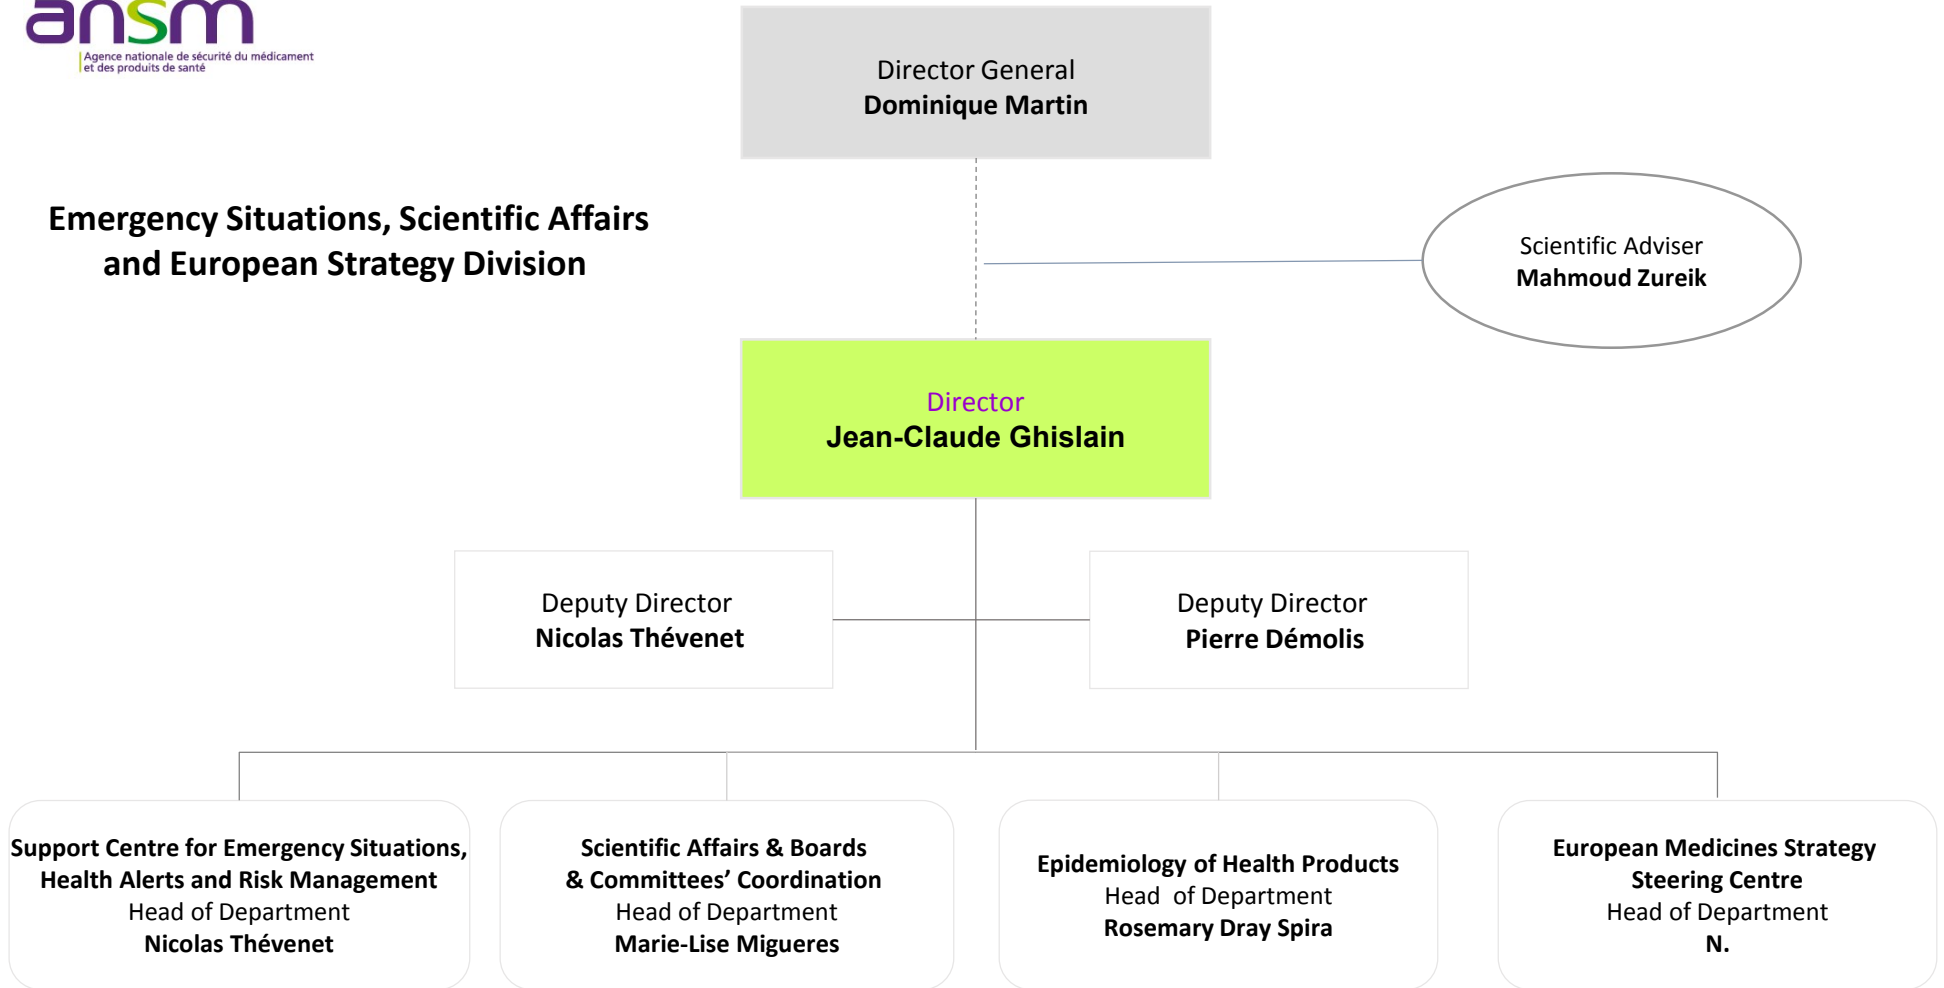 ansm
Agence nationale de sécurité du médicament
et des produits de santé
Director General
Dominique Martin
Emergency Situations, Scientific Affairs
and European Strategy Division
Scientific Adviser
Mahmoud Zureik
Director
Jean-Claude Ghislain
Deputy Director
Nicolas Thévenet
Deputy Director
Pierre Démolis
Support Centre for Emergency Situations,
Health Alerts and Risk Management
Head of Department
Nicolas Thévenet
Scientific Affairs & Boards
& Committees’ Coordination
Head of Department
Marie-Lise Migueres
Epidemiology of Health Products
Head  of Department
Rosemary Dray Spira
European Medicines Strategy
Steering Centre
Head of Department
N.